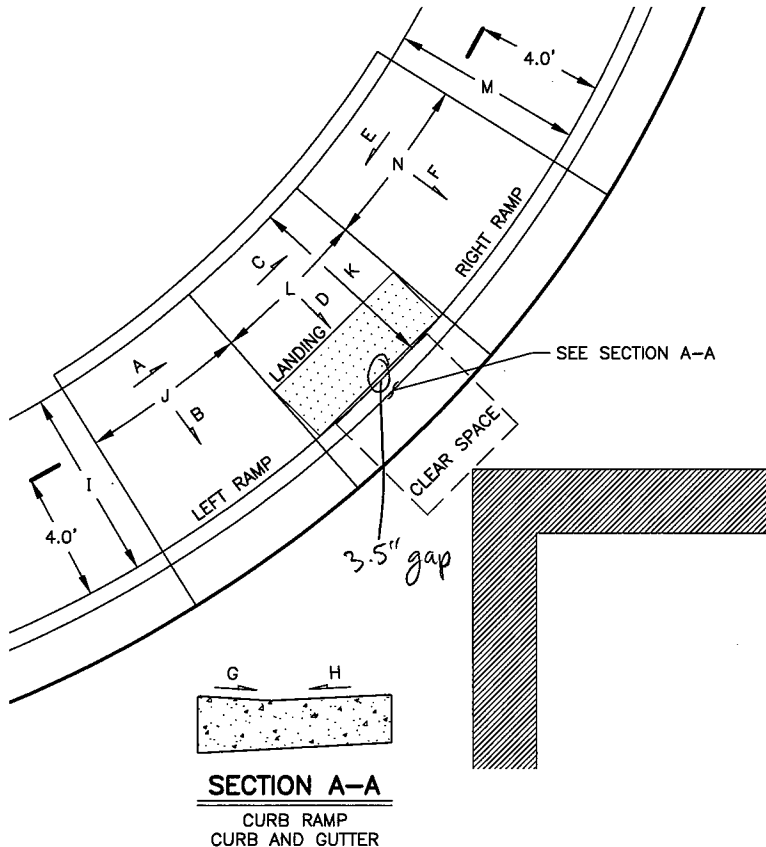 4.0'
M
E
N
F
RIGHT RAMP
C
K
L
D
LANDING
SEE SECTION A-A
A
J
B
CLEAR SPACE
LEFT RAMP
I
4.0'
3.5" gap
G
H
SECTION A-A
CURB RAMP
CURB AND GUTTER